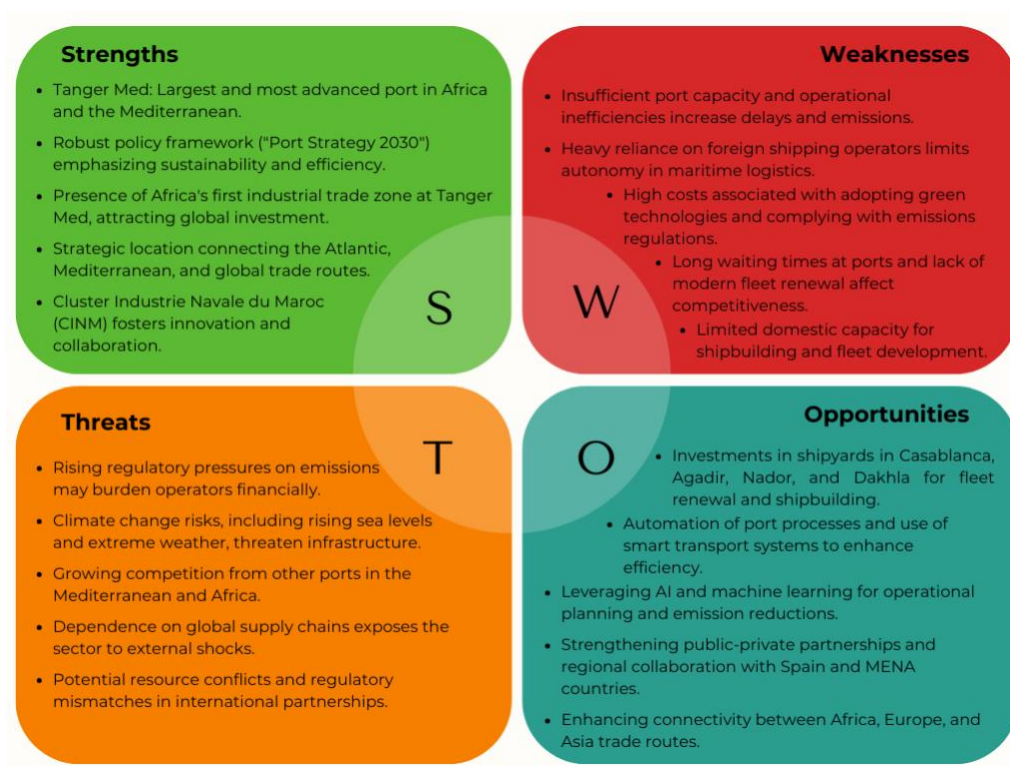 Strengths
• Tanger Med: Largest and most advanced port in Africa
and the Mediterranean.
• Robust policy framework ("Port Strategy 2030")
emphasizing sustainability and efficiency.
• Presence of Africa's first industrial trade zone at Tanger
Med, attracting global investment.
• Strategic location connecting the Atlantic,
Mediterranean, and global trade routes.
• Cluster Industrie Navale du Maroc
(CINM) fosters innovation and
collaboration.
S
Weaknesses
• Insufficient port capacity and operational
inefficiencies increase delays and emissions.
• Heavy reliance on foreign shipping operators limits
autonomy in maritime logistics.
• High costs associated with adopting green
technologies and complying with emissions
regulations.
• Long waiting times at ports and lack of
modern fleet renewal affect
competitiveness.
• Limited domestic capacity for
shipbuilding and fleet development.
W
Threats
• Rising regulatory pressures on emissions
may burden operators financially.
• Climate change risks, including rising sea levels
and extreme weather, threaten infrastructure.
• Growing competition from other ports in the
Mediterranean and Africa.
• Dependence on global supply chains exposes the
sector to external shocks.
• Potential resource conflicts and regulatory
mismatches in international partnerships.
T
Opportunities
• Investments in shipyards in Casablanca,
Agadir, Nador, and Dakhla for fleet
renewal and shipbuilding.
• Automation of port processes and use of
smart transport systems to enhance
efficiency.
• Leveraging AI and machine learning for operational
planning and emission reductions.
• Strengthening public-private partnerships and
regional collaboration with Spain and MENA
countries.
• Enhancing connectivity between Africa, Europe, and
Asia trade routes.
O